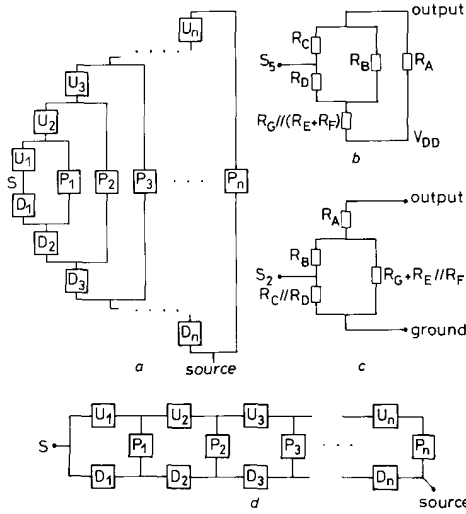 Un
U3
U2
U1
S
D1
P1
P2
P3
Pn
D2
D3
Dn
a
source
output
RC
S5
RD
RB
RA
RG//(RE+RF)
VDD
b
output
RA
RB
S2
RC//RD
RG+RE//RF
ground
c
U1
U2
U3
Un
S
P1
P2
P3
Pn
D1
D2
D3
Dn
d
source